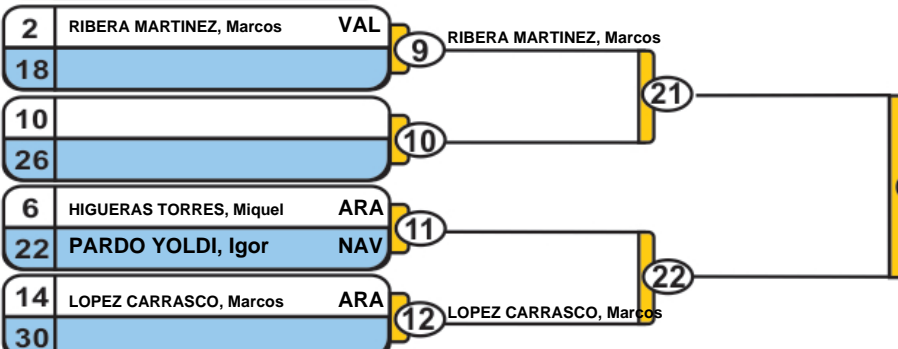 2 RIBERA MARTINEZ, Marcos VAL
18
9 RIBERA MARTINEZ, Marcos
21
10
26
10
6 HIGUERAS TORRES, Miquel ARA
22 PARDO YOLDI, Igor NAV
11
22
14 LOPEZ CARRASCO, Marcos ARA
30
12 LOPEZ CARRASCO, Marcos